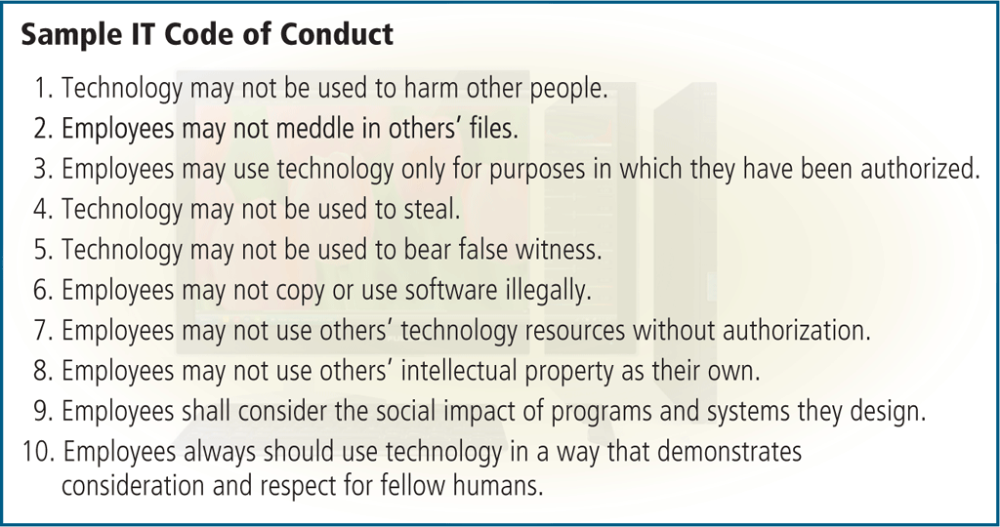 Sample IT Code of Conduct
1. Technology may not be used to harm other people.
2. Employees may not meddle in others’ files.
3. Employees may use technology only for purposes in which they have been authorized.
4. Technology may not be used to steal.
5. Technology may not be used to bear false witness.
6. Employees may not copy or use software illegally.
7. Employees may not use others’ technology resources without authorization.
8. Employees may not use others’ intellectual property as their own.
9. Employees shall consider the social impact of programs and systems they design.
10. Employees always should use technology in a way that demonstrates
consideration and respect for fellow humans.